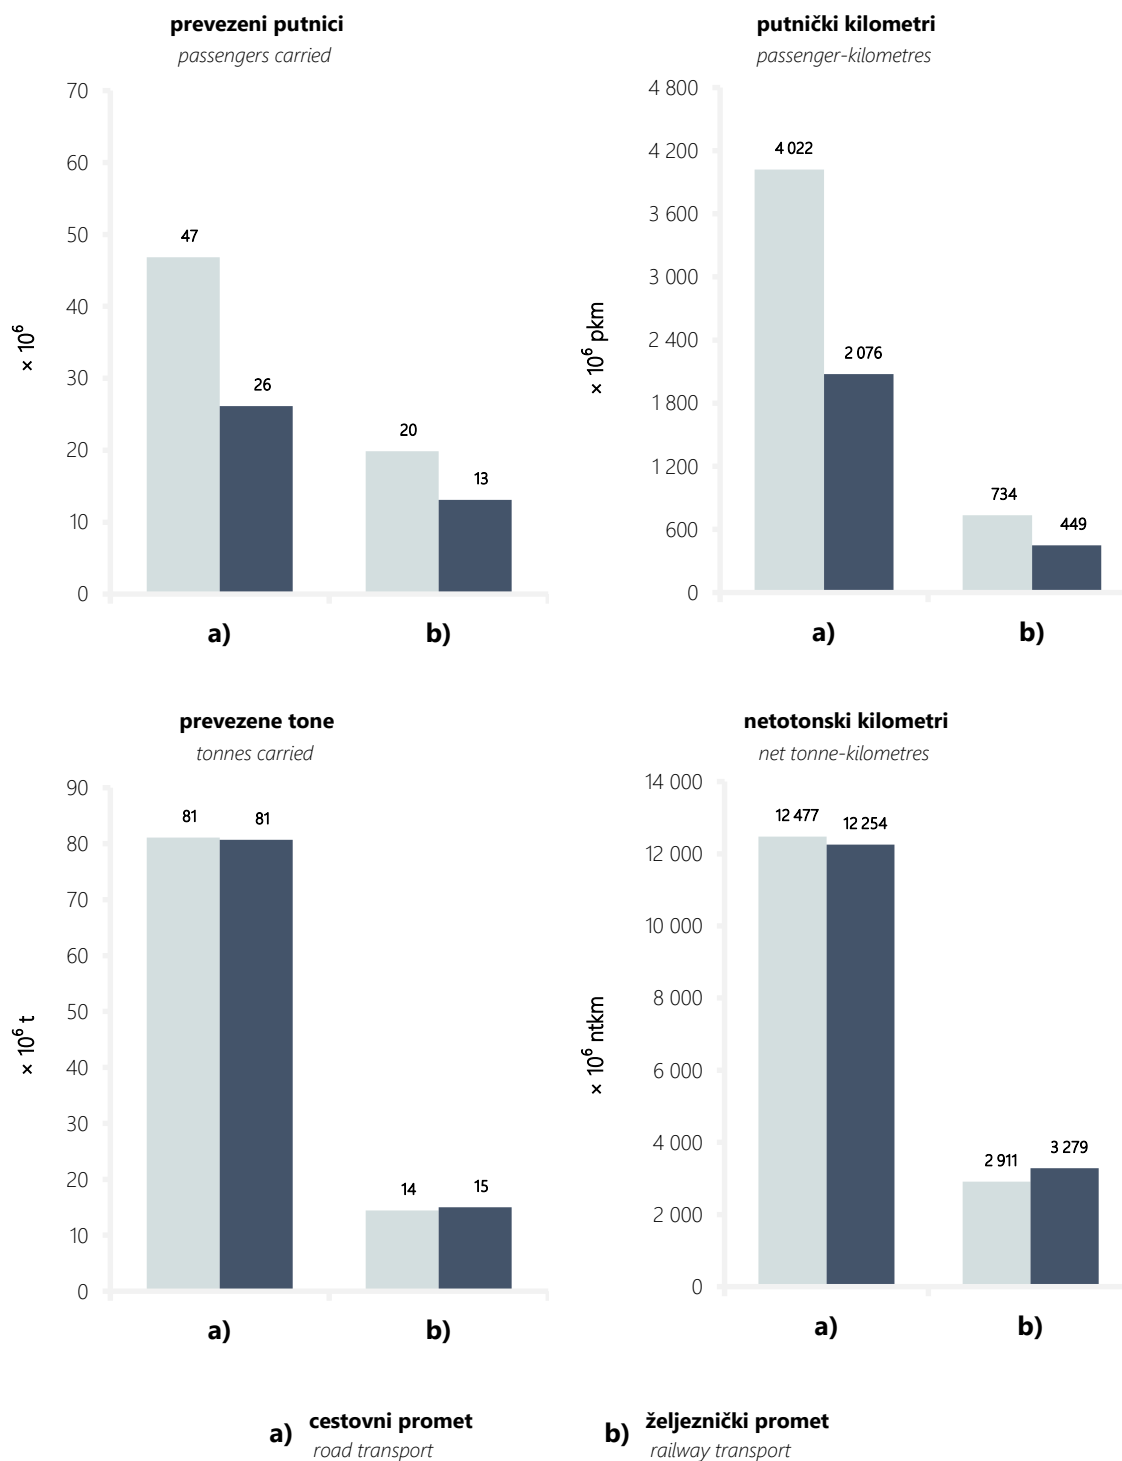 prevezeni putnici
passengers carried
70
60
50
40
30
20
10
0
× 10⁶
47
26
20
13
a)
b)
putnički kilometri
passenger-kilometres
4 800
4 200
3 600
3 000
2 400
1 800
1 200
600
0
× 10⁶ pkm
4 022
2 076
734
449
a)
b)
prevezene tone
tonnes carried
90
80
70
60
50
40
30
20
10
0
× 10⁶ t
81
81
14
15
a)
b)
netotonski kilometri
net tonne-kilometres
14 000
12 000
10 000
8 000
6 000
4 000
2 000
0
× 10⁶ ntkm
12 477
12 254
2 911
3 279
a)
b)
a) cestovni promet
road transport
b) željeznički promet
railway transport